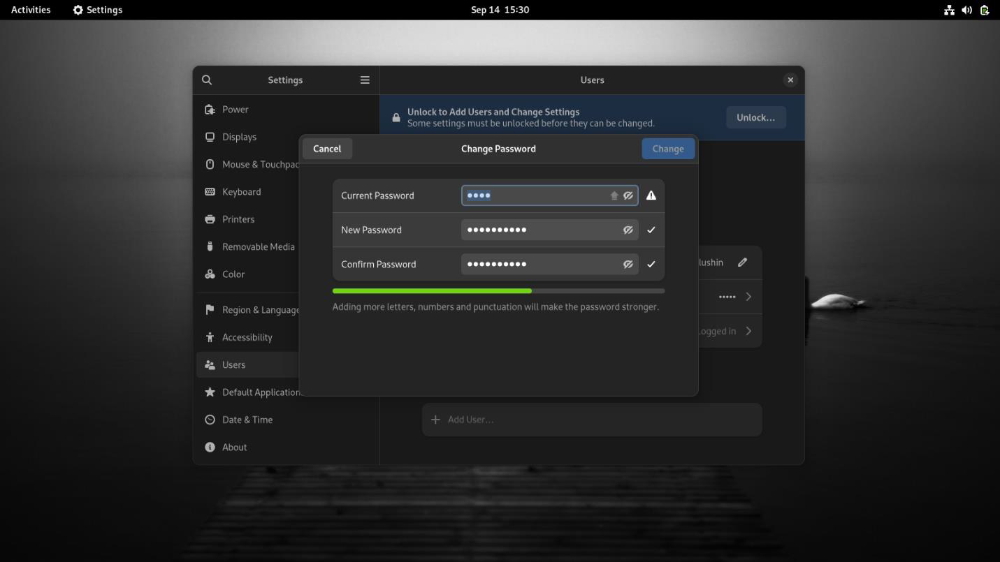 Activities
Settings
Sep 14 15:30
Settings
Users
Power
Displays
Mouse & Touchpad
Keyboard
Printers
Removable Media
Color
Region & Language
Accessibility
Users
Default Application
Date & Time
About
Unlock to Add Users and Change Settings
Some settings must be unlocked before they can be changed.
Unlock...
Cancel
Change Password
Change
Current Password
New Password
Confirm Password
Adding more letters, numbers and punctuation will make the password stronger.
lushin
Logged in
Add User...